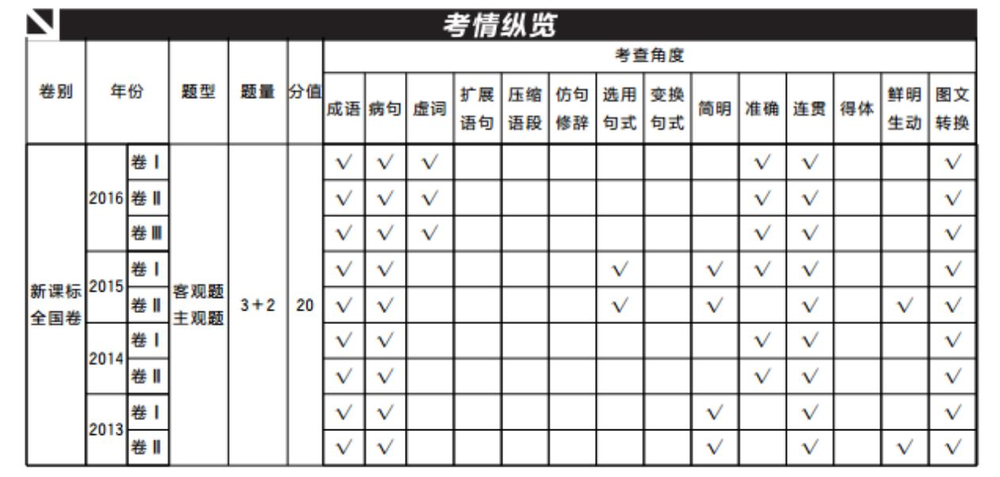 考情纵览
卷别 年份 题型 题量 分值 考查角度
成语 病句 虚词 扩展语句 压缩语段 仿句修辞 选用句式 变换句式 简明 准确 连贯 得体 鲜明生动 图文转换
新课标全国卷 2016 卷Ⅰ 客观题主观题 3+2 20 √ √ √ √ √ √
卷Ⅱ √ √ √ √ √ √
卷Ⅲ √ √ √ √ √ √
2015 卷Ⅰ √ √ √ √ √ √ √
卷Ⅱ √ √ √ √ √ √ √
2014 卷Ⅰ √ √ √ √ √
卷Ⅱ √ √ √ √ √
2013 卷Ⅰ √ √ √ √ √
卷Ⅱ √ √ √ √ √ √